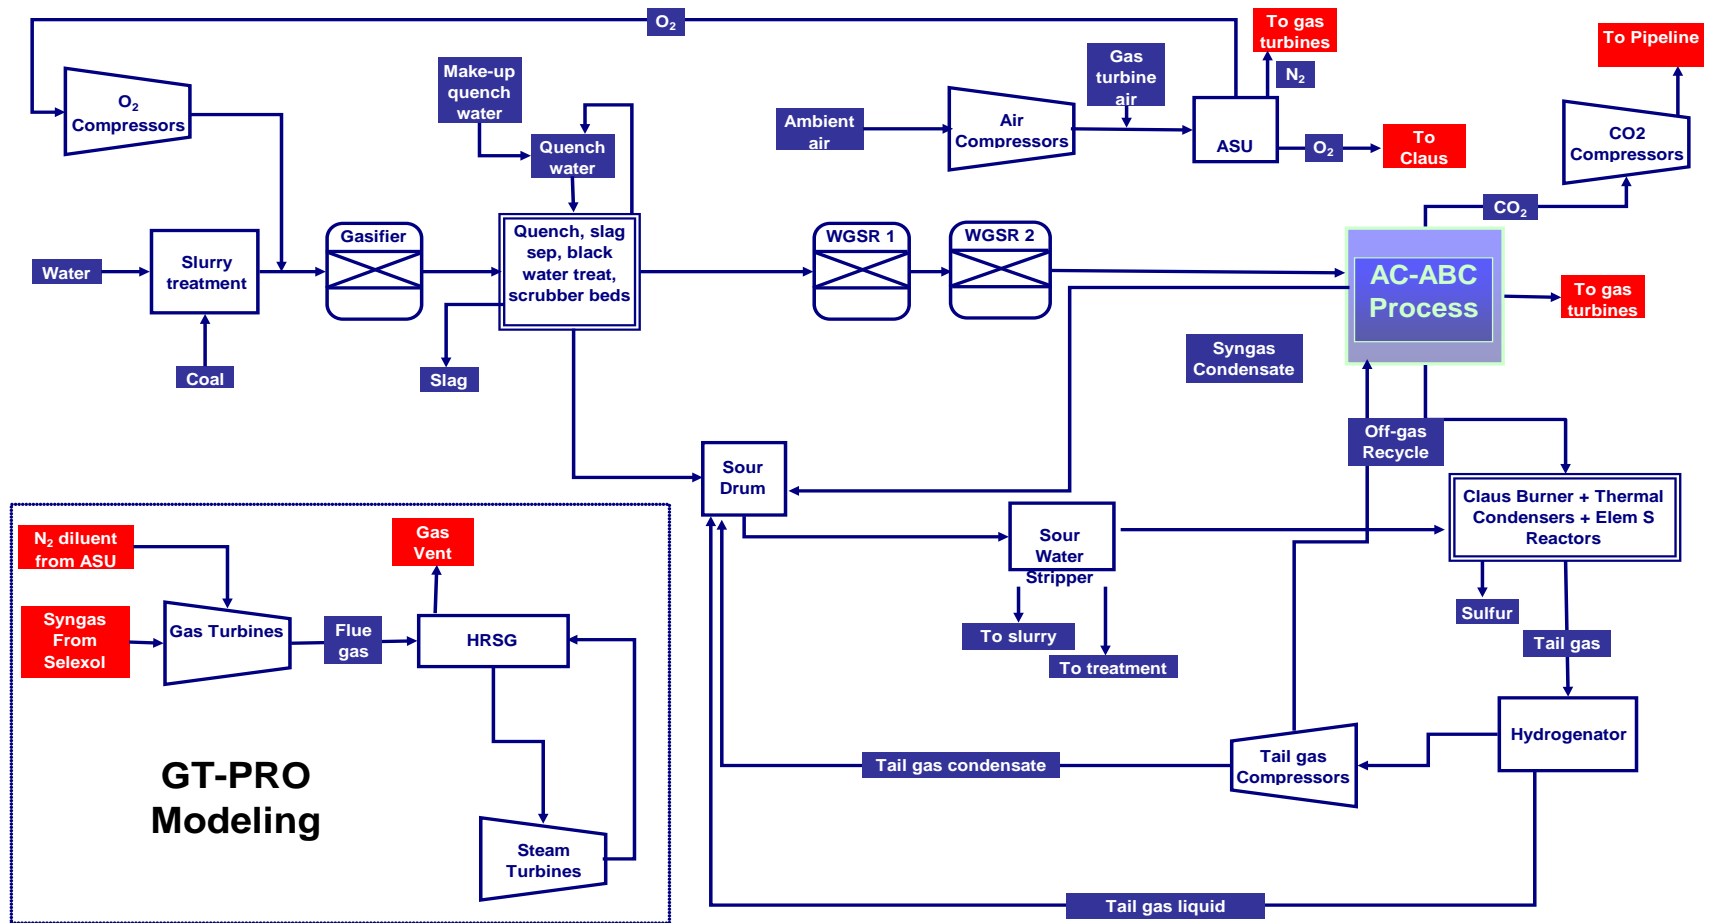 O₂
To gas
turbines
To Pipeline
N₂
O₂
Compressors
Make-up
quench
water
Gas
turbine
air
Ambient
air
Air
Compressors
ASU
O₂
To
Claus
CO2
Compressors
Quench
water
CO₂
Water
Slurry
treatment
Gasifier
Quench, slag
sep, black
water treat,
scrubber beds
WGSR 1
WGSR 2
AC-ABC
Process
To gas
turbines
Coal
Slag
Syngas
Condensate
Off-gas
Recycle
Sour
Drum
Claus Burner + Thermal
Condensers + Elem S
Reactors
Sour
Water
Stripper
N₂ diluent
from ASU
Gas
Vent
Syngas
From
Selexol
Gas Turbines
Flue
gas
HRSG
To slurry
To treatment
Sulfur
Tail gas
Hydrogenator
Tail gas condensate
Tail gas
Compressors
GT-PRO
Modeling
Steam
Turbines
Tail gas liquid